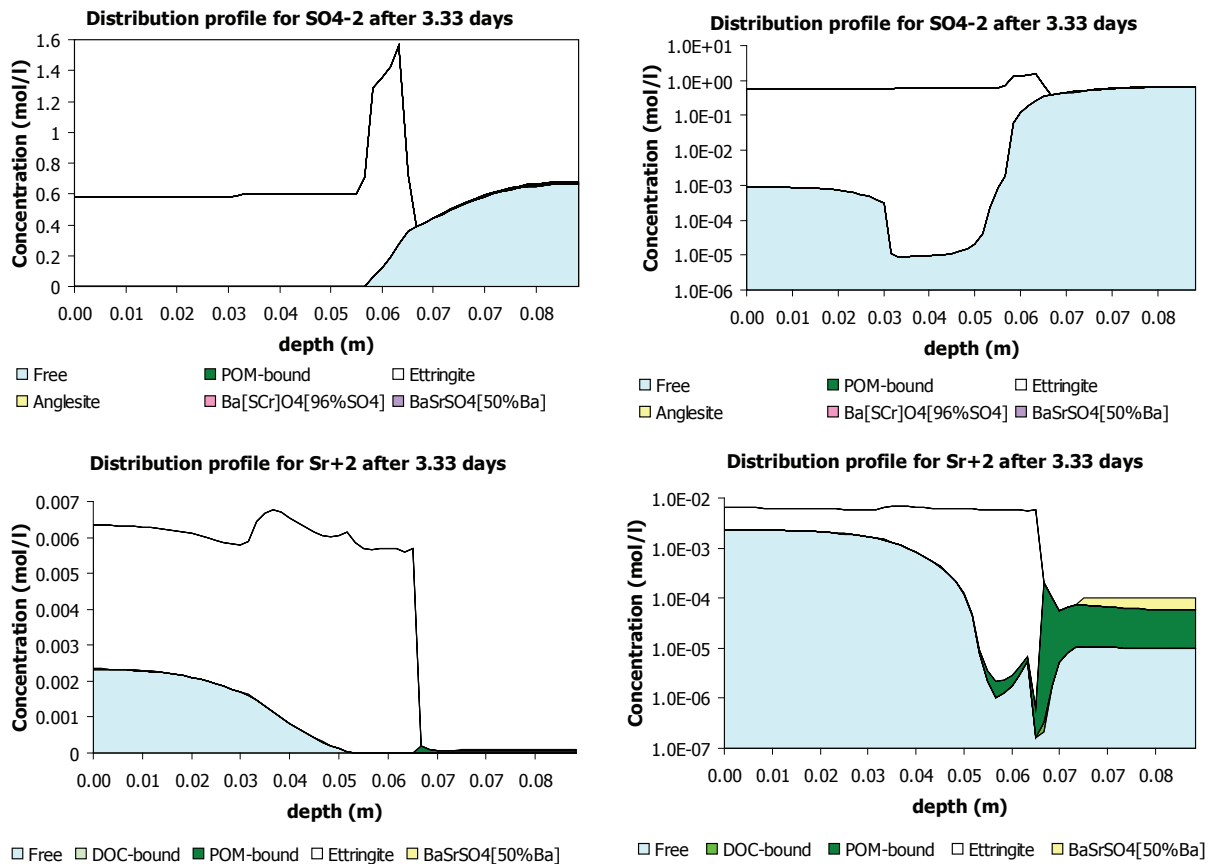 Distribution profile for SO4-2 after 3.33 days
Concentration (mol/l)
1.6
1.4
1.2
1
0.8
0.6
0.4
0.2
0
0.00 0.01 0.02 0.03 0.04 0.05 0.06 0.07 0.07 0.08
depth (m)
Free POM-bound Ettringite
Anglesite Ba[SCr]O4[96%SO4] BaSrSO4[50%Ba]
Distribution profile for SO4-2 after 3.33 days
Concentration (mol/l)
1.0E+01
1.0E+00
1.0E-01
1.0E-02
1.0E-03
1.0E-04
1.0E-05
1.0E-06
0.00 0.01 0.02 0.03 0.03 0.05 0.06 0.07 0.07 0.08
depth (m)
Free POM-bound Ettringite
Anglesite Ba[SCr]O4[96%SO4] BaSrSO4[50%Ba]
Distribution profile for Sr+2 after 3.33 days
Concentration (mol/l)
0.007
0.006
0.005
0.004
0.003
0.002
0.001
0
0.00 0.01 0.02 0.03 0.04 0.05 0.06 0.07 0.07 0.08
depth (m)
Free DOC-bound POM-bound Ettringite BaSrSO4[50%Ba]
Distribution profile for Sr+2 after 3.33 days
Concentration (mol/l)
1.0E-02
1.0E-03
1.0E-04
1.0E-05
1.0E-06
1.0E-07
0.00 0.01 0.02 0.03 0.04 0.05 0.06 0.07 0.07 0.08
depth (m)
Free DOC-bound POM-bound Ettringite BaSrSO4[50%Ba]